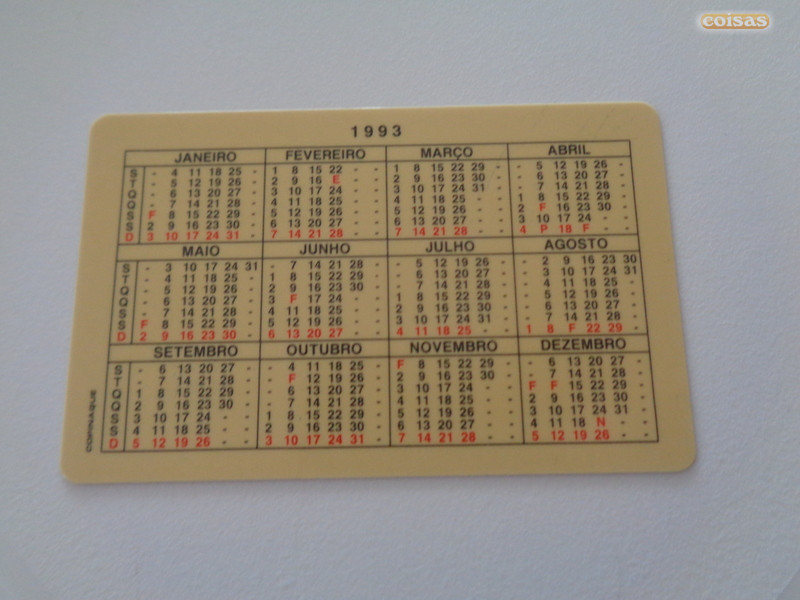 coisas
1993
JANEIRO FEVEREIRO MARÇO ABRIL
S - 4 11 18 25 - 1 8 15 22 - - 1 8 15 22 29 - - 5 12 19 26 -
T - 5 12 19 26 - 2 9 16 E - - 2 9 16 23 30 - - 6 13 20 27 -
Q - 6 13 20 27 - 3 10 17 24 - - 3 10 17 24 31 - - 7 14 21 28 -
Q - 7 14 21 28 - 4 11 18 25 - - 4 11 18 25 - - 1 8 15 22 29 -
S F 8 15 22 29 - 5 12 19 26 - - 5 12 19 26 - - 2 F 16 23 30 -
S 2 9 16 23 30 - 6 13 20 27 - - 6 13 20 27 - - 3 10 17 24 - -
D 3 10 17 24 31 - 7 14 21 28 - - 7 14 21 28 - - 4 P 18 F - -
MAIO JUNHO JULHO AGOSTO
S - 3 10 17 24 31 - 7 14 21 28 - - 5 12 19 26 - - 2 9 16 23 30
T - 4 11 18 25 - 1 8 15 22 29 - - 6 13 20 27 - - 3 10 17 24 31
Q - 5 12 19 26 - 2 9 16 23 30 - - 7 14 21 28 - - 4 11 18 25 -
Q - 6 13 20 27 - 3 F 17 24 - - 1 8 15 22 29 - - 5 12 19 26 -
S - 7 14 21 28 - 4 11 18 25 - - 2 9 16 23 30 - - 6 13 20 27 -
S F 8 15 22 29 - 5 12 19 26 - - 3 10 17 24 31 - - 7 14 21 28 -
D 2 9 16 23 30 - 6 13 20 27 - - 4 11 18 25 - - 1 8 F 22 29 -
SETEMBRO OUTUBRO NOVEMBRO DEZEMBRO
S - 6 13 20 27 - - 4 11 18 25 - F 8 15 22 29 - - 6 13 20 27 -
T - 7 14 21 28 - - F 12 19 26 - 2 9 16 23 30 - - 7 14 21 28 -
Q 1 8 15 22 29 - - 6 13 20 27 - 3 10 17 24 - - F F 15 22 29 -
Q 2 9 16 23 30 - - 7 14 21 28 - 4 11 18 25 - - 2 9 16 23 30 -
S 3 10 17 24 - - 1 8 15 22 29 - 5 12 19 26 - - 3 10 17 24 31 -
S 4 11 18 25 - - 2 9 16 23 30 - 6 13 20 27 - - 4 11 18 N - -
D 5 12 19 26 - - 3 10 17 24 31 - 7 14 21 28 - - 5 12 19 26 - -
COPINAQUE